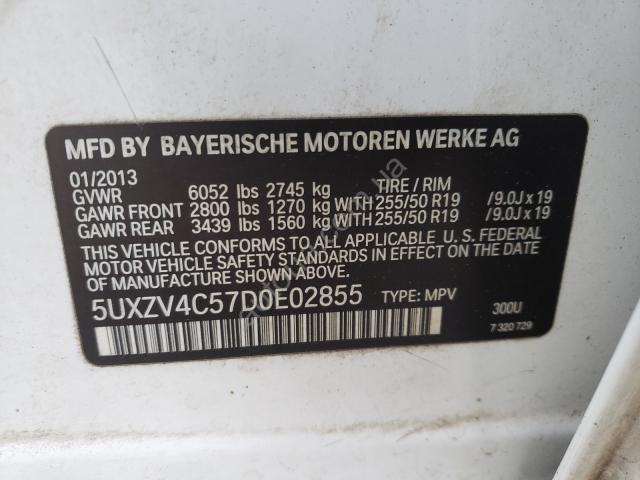 MFD BY BAYERISCHE MOTOREN WERKE AG
01/2013
GVWR 6052 lbs 2745 kg TIRE / RIM
GAWR FRONT 2800 lbs 1270 kg WITH 255/50 R19 /9.0J x 19
GAWR REAR 3439 lbs 1560 kg WITH 255/50 R19 /9.0J x 19
THIS VEHICLE CONFORMS TO ALL APPLICABLE U. S. FEDERAL
MOTOR VEHICLE SAFETY STANDARDS IN EFFECT ON THE DATE
OF MANUFACTURE SHOWN ABOVE.
5UXZV4C57D0E02855 TYPE: MPV 300U
7 320 729